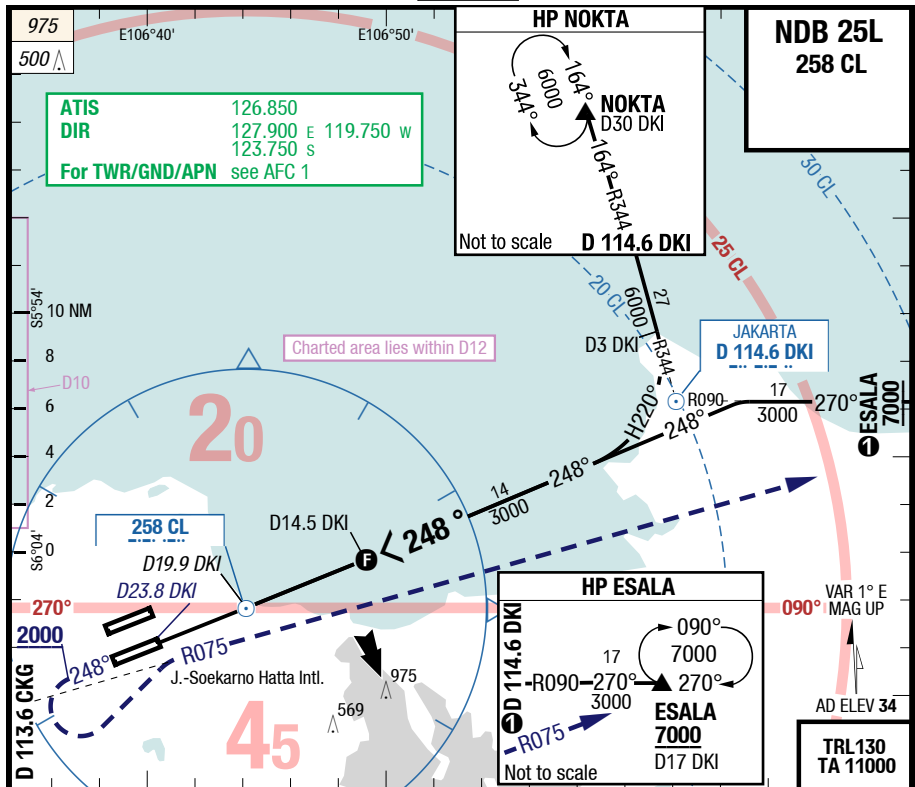 975
500
E106°40'
E106°50'
HP NOKTA
164°
6000
344°
NOKTA
D30 DKI
164°
R344
Not to scale
D 114.6 DKI
NDB 25L
258 CL
ATIS 126.850
DIR 127.900 E 119.750 W
123.750 S
For TWR/GND/APN see AFC 1
30 CL
25 CL
20 CL
27
6000
D3 DKI
R344
JAKARTA
D 114.6 DKI
S5°54'
10 NM
8
6
4
2
0
S6°04'
D10
Charted area lies within D12
R090
17
3000
270°
ESALA
7000
1
H220°
248°
248°
14
3000
20
D14.5 DKI
F
< 248°
258 CL
D19.9 DKI
D23.8 DKI
270°
090°
VAR 1° E
MAG UP
2000
248°
R075
J.-Soekarno Hatta Intl.
D 113.6 CKG
975
569
45
HP ESALA
D 114.6 DKI
1
090°
7000
17
R090
270°
3000
270°
ESALA
7000
D17 DKI
R075
Not to scale
AD ELEV 34
TRL130
TA 11000